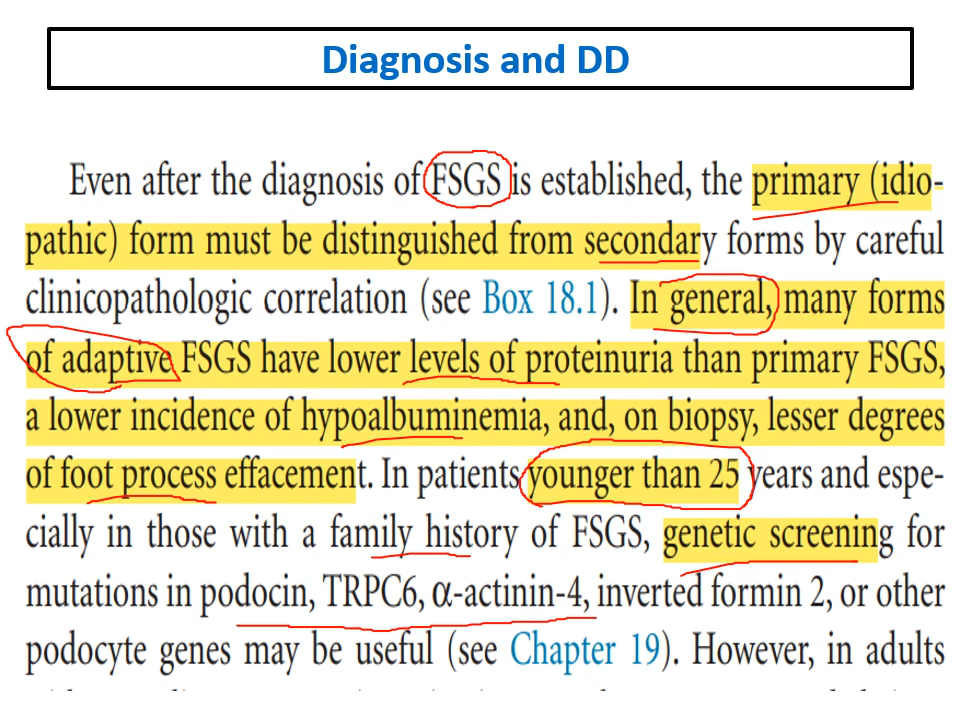 Diagnosis and DD
Even after the diagnosis of FSGS is established, the primary (idio-
pathic) form must be distinguished from secondary forms by careful
clinicopathologic correlation (see Box 18.1). In general, many forms
of adaptive FSGS have lower levels of proteinuria than primary FSGS,
a lower incidence of hypoalbuminemia, and, on biopsy, lesser degrees
of foot process effacement. In patients younger than 25 years and espe-
cially in those with a family history of FSGS, genetic screening for
mutations in podocin, TRPC6, α-actinin-4, inverted formin 2, or other
podocyte genes may be useful (see Chapter 19). However, in adults